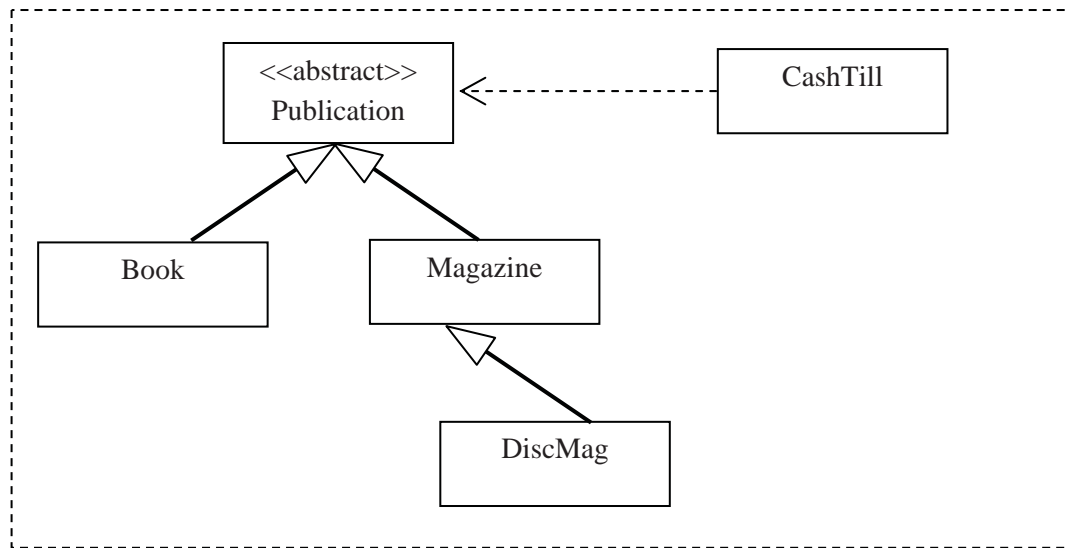 <<abstract>>
Publication
CashTill
Book
Magazine
DiscMag